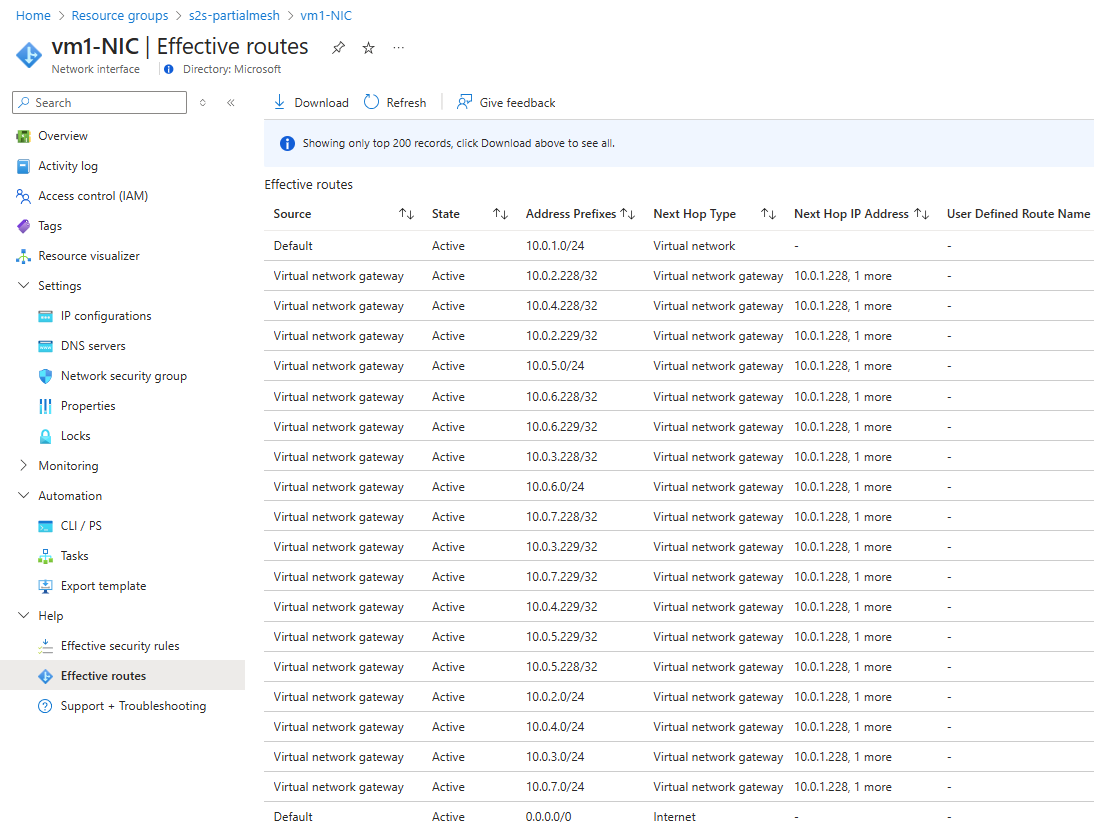 Home > Resource groups > s2s-partialmesh > vm1-NIC
vm1-NIC | Effective routes
Network interface
Directory: Microsoft
Search
Overview
Activity log
Access control (IAM)
Tags
Resource visualizer
Settings
IP configurations
DNS servers
Network security group
Properties
Locks
Monitoring
Automation
CLI / PS
Tasks
Export template
Help
Effective security rules
Effective routes
Support + Troubleshooting
Download Refresh Give feedback
Showing only top 200 records, click Download above to see all.
Effective routes
Source State Address Prefixes Next Hop Type Next Hop IP Address User Defined Route Name
Default Active 10.0.1.0/24 Virtual network - -
Virtual network gateway Active 10.0.2.228/32 Virtual network gateway 10.0.1.228, 1 more -
Virtual network gateway Active 10.0.4.228/32 Virtual network gateway 10.0.1.228, 1 more -
Virtual network gateway Active 10.0.2.229/32 Virtual network gateway 10.0.1.228, 1 more -
Virtual network gateway Active 10.0.5.0/24 Virtual network gateway 10.0.1.228, 1 more -
Virtual network gateway Active 10.0.6.228/32 Virtual network gateway 10.0.1.228, 1 more -
Virtual network gateway Active 10.0.6.229/32 Virtual network gateway 10.0.1.228, 1 more -
Virtual network gateway Active 10.0.3.228/32 Virtual network gateway 10.0.1.228, 1 more -
Virtual network gateway Active 10.0.6.0/24 Virtual network gateway 10.0.1.228, 1 more -
Virtual network gateway Active 10.0.7.228/32 Virtual network gateway 10.0.1.228, 1 more -
Virtual network gateway Active 10.0.3.229/32 Virtual network gateway 10.0.1.228, 1 more -
Virtual network gateway Active 10.0.7.229/32 Virtual network gateway 10.0.1.228, 1 more -
Virtual network gateway Active 10.0.4.229/32 Virtual network gateway 10.0.1.228, 1 more -
Virtual network gateway Active 10.0.5.229/32 Virtual network gateway 10.0.1.228, 1 more -
Virtual network gateway Active 10.0.5.228/32 Virtual network gateway 10.0.1.228, 1 more -
Virtual network gateway Active 10.0.2.0/24 Virtual network gateway 10.0.1.228, 1 more -
Virtual network gateway Active 10.0.4.0/24 Virtual network gateway 10.0.1.228, 1 more -
Virtual network gateway Active 10.0.3.0/24 Virtual network gateway 10.0.1.228, 1 more -
Virtual network gateway Active 10.0.7.0/24 Virtual network gateway 10.0.1.228, 1 more -
Default Active 0.0.0.0/0 Internet - -